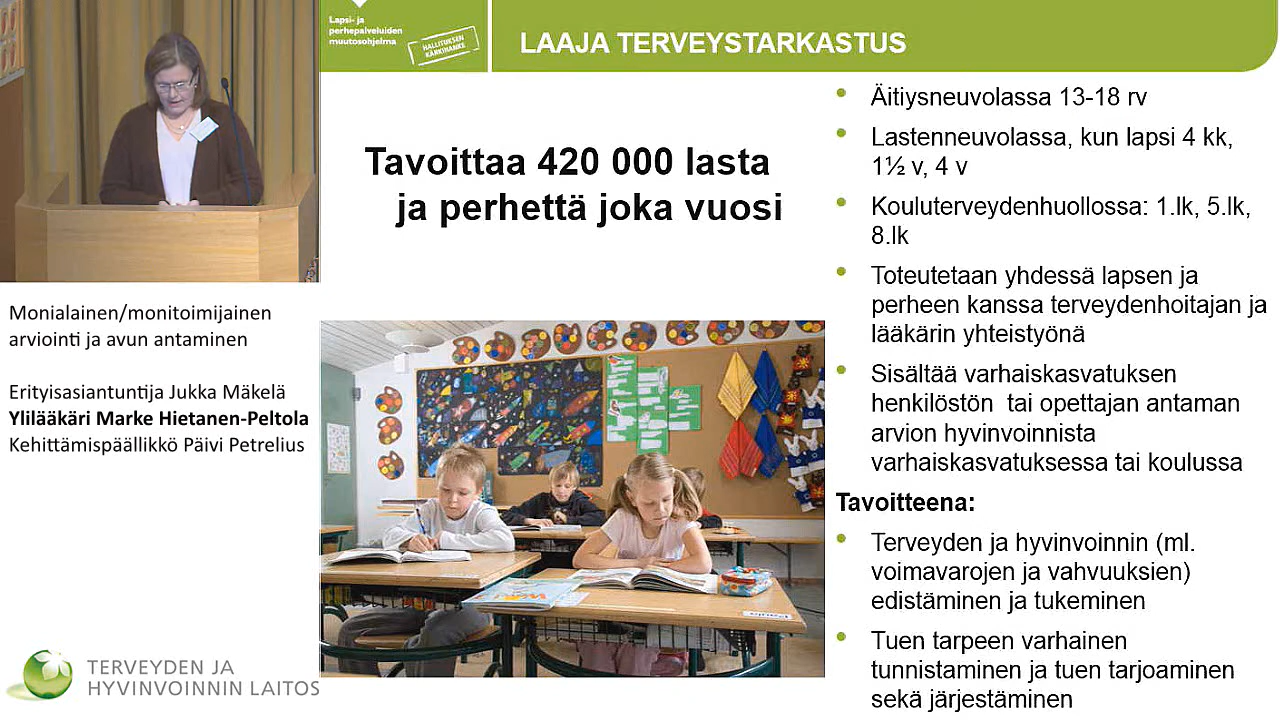 Lapsi- ja
perhepalveluiden
muutosohjelma
HALLITUKSEN
KÄRKIHANKE
LAAJA TERVEYSTARKASTUS
Tavoittaa 420 000 lasta
ja perhettä joka vuosi
Monialainen/monitoimijainen
arviointi ja avun antaminen
Erityisasiantuntija Jukka Mäkelä
Ylilääkäri Marke Hietanen-Peltola
Kehittämispäällikkö Päivi Petrelius
TERVEYDEN JA
HYVINVOINNIN LAITOS
• Äitiysneuvolassa 13-18 rv
• Lastenneuvolassa, kun lapsi 4 kk,
1½ v, 4 v
• Kouluterveydenhuollossa: 1.lk, 5.lk,
8.lk
• Toteutetaan yhdessä lapsen ja
perheen kanssa terveydenhoitajan ja
lääkärin yhteistyönä
• Sisältää varhaiskasvatuksen
henkilöstön tai opettajan antaman
arvion hyvinvoinnista
varhaiskasvatuksessa tai koulussa
Tavoitteena:
• Terveyden ja hyvinvoinnin (ml.
voimavarojen ja vahvuuksien)
edistäminen ja tukeminen
• Tuen tarpeen varhainen
tunnistaminen ja tuen tarjoaminen
sekä järjestäminen